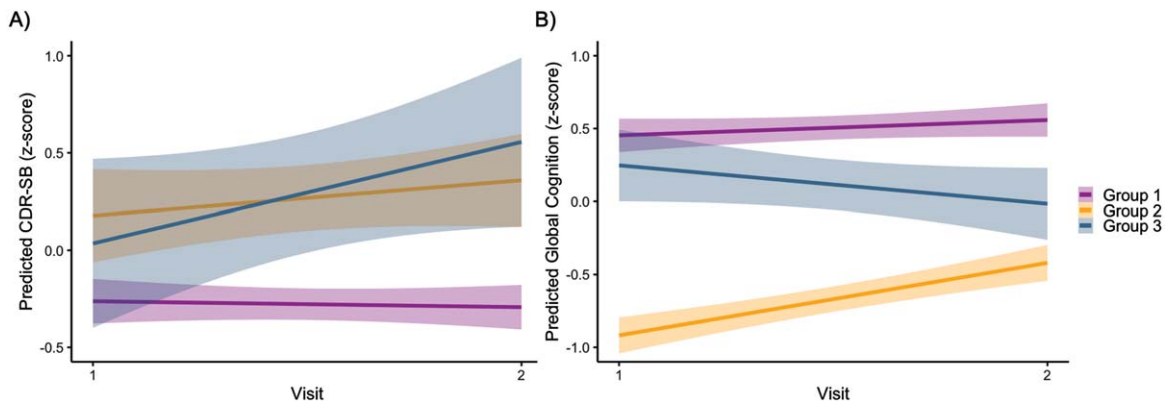 A)
Predicted CDR-SB (z-score)
1.0
0.5
0.0
-0.5
1
2
Visit
B)
Predicted Global Cognition (z-score)
1.0
0.5
0.0
-0.5
-1.0
1
2
Visit
Group 1
Group 2
Group 3